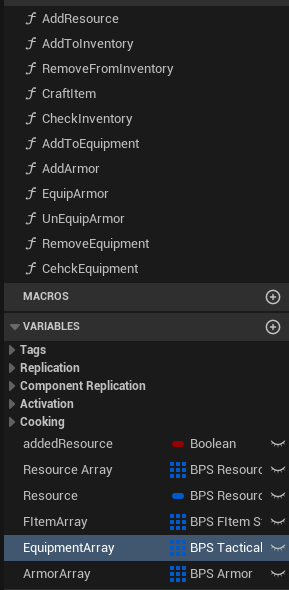 AddResource
AddToInventory
RemoveFromInventory
CraftItem
CheckInventory
AddToEquipment
AddArmor
EquipArmor
UnEquipArmor
RemoveEquipment
CehckEquipment
MACROS
VARIABLES
Tags
Replication
Component Replication
Activation
Cooking
addedResource Boolean
Resource Array BPS Resourc
Resource BPS Resourc
FItemArray BPS FItem S
EquipmentArray BPS Tactical
ArmorArray BPS Armor